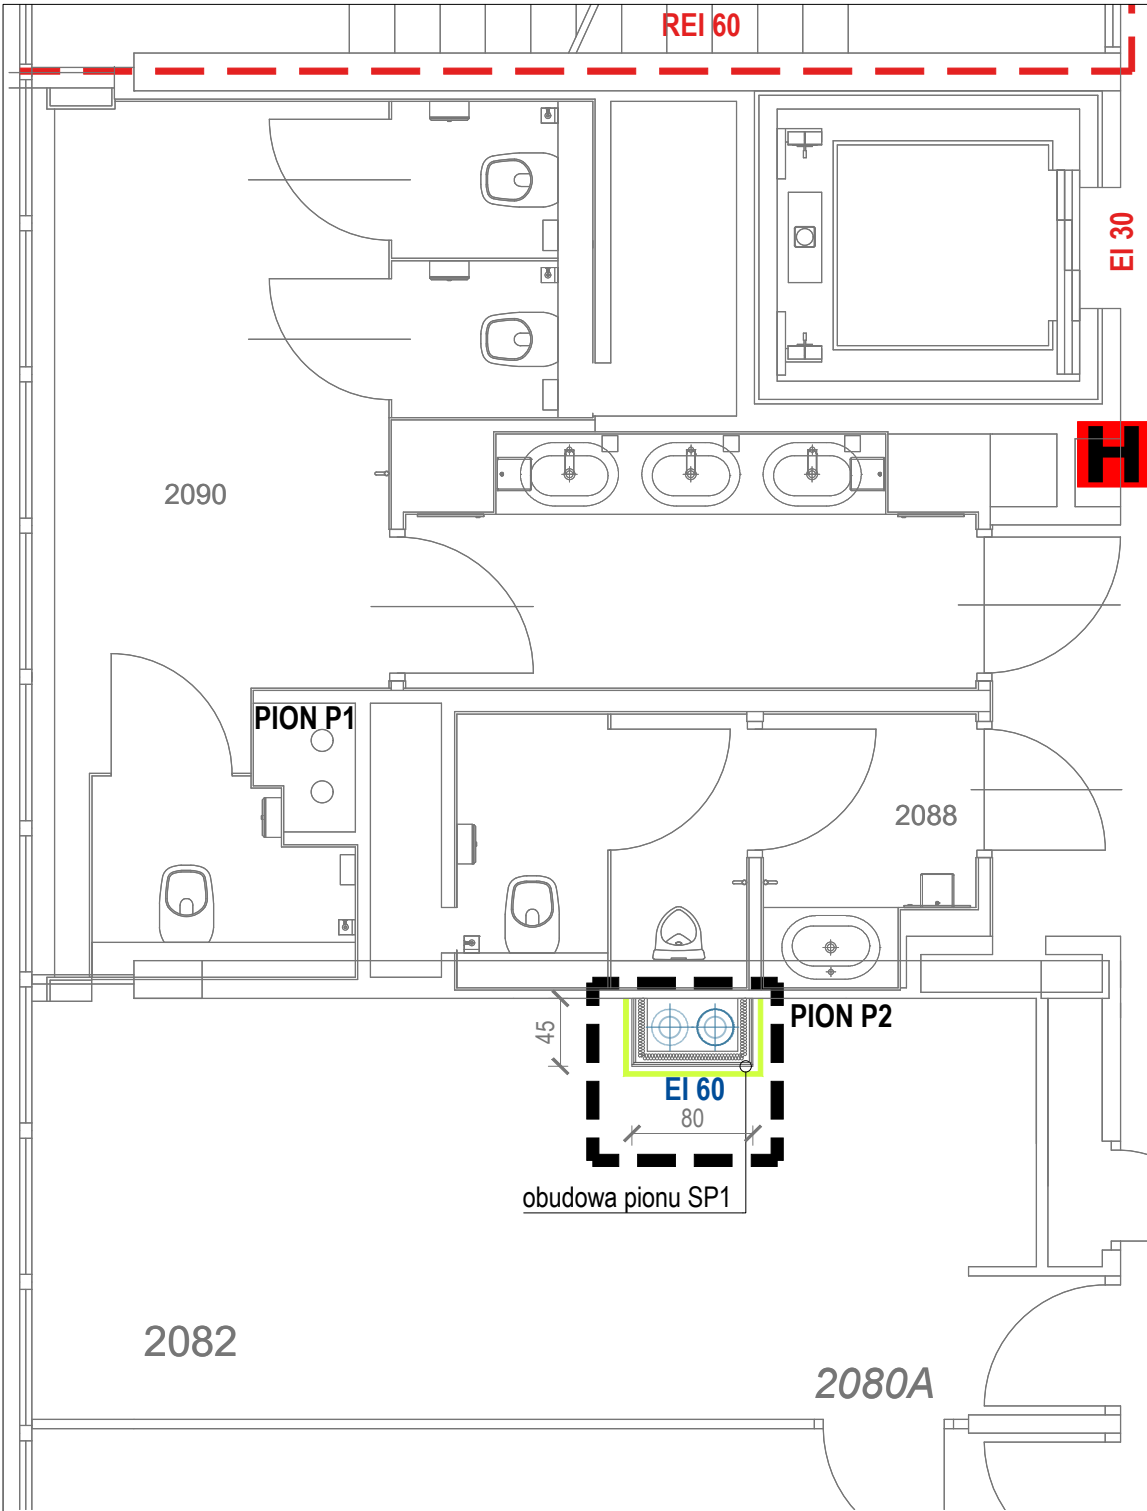 REI 60
EI 30
H
2090
PION P1
2088
PION P2
45
EI 60
80
obudowa pionu SP1
2082
2080A